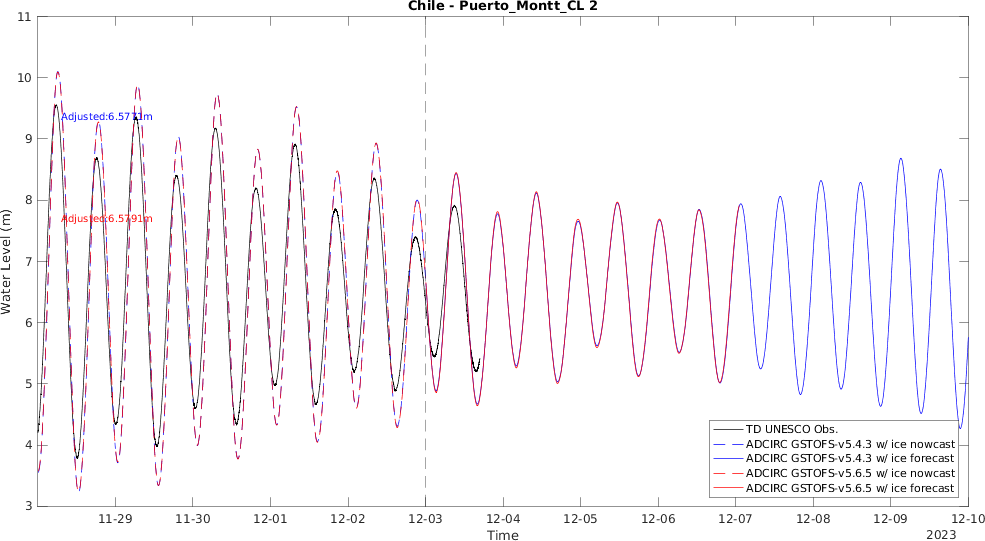 Chile - Puerto_Montt_CL 2
11
10
9
8
7
6
5
4
3
Water Level (m)
Adjusted:6.5771m
Adjusted:6.5791m
TD UNESCO Obs.
ADCIRC GSTOFS-v5.4.3 w/ ice nowcast
ADCIRC GSTOFS-v5.4.3 w/ ice forecast
ADCIRC GSTOFS-v5.6.5 w/ ice nowcast
ADCIRC GSTOFS-v5.6.5 w/ ice forecast
11-29 11-30 12-01 12-02 12-03 12-04 12-05 12-06 12-07 12-08 12-09 12-10
Time
2023